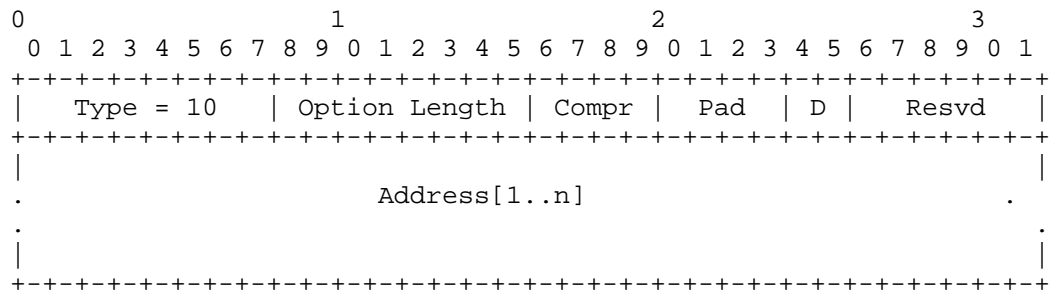 0                   1                   2                   3
 0 1 2 3 4 5 6 7 8 9 0 1 2 3 4 5 6 7 8 9 0 1 2 3 4 5 6 7 8 9 0 1
+-+-+-+-+-+-+-+-+-+-+-+-+-+-+-+-+-+-+-+-+-+-+-+-+-+-+-+-+-+-+-+-+
|   Type = 10   | Option Length | Compr |  Pad  | D |   Resvd   |
+-+-+-+-+-+-+-+-+-+-+-+-+-+-+-+-+-+-+-+-+-+-+-+-+-+-+-+-+-+-+-+-+
|                                                               |
.                      Address[1..n]                          .
.                                                               .
|                                                               |
+-+-+-+-+-+-+-+-+-+-+-+-+-+-+-+-+-+-+-+-+-+-+-+-+-+-+-+-+-+-+-+-+